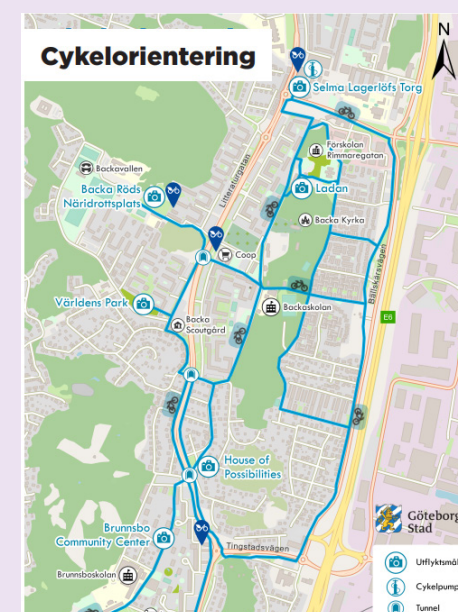 Cykelorientering
N
Selma Lagerlöfs Torg
Förskolan
Rimmaregatan
Backavallen
Litteraturgatan
Backa Röds
Näridrottsplats
Ladan
Backa Kyrka
Coop
Bällskärsvägen
Världens Park
Backaskolan
E6
Backa
Scoutgård
House of
Possibilities
Göteborgs
Stad
Brunnsbo
Community Center
Tingstadsvägen
Utflyktsmål
Brunnsboskolan
Cykelpump
Tunnel